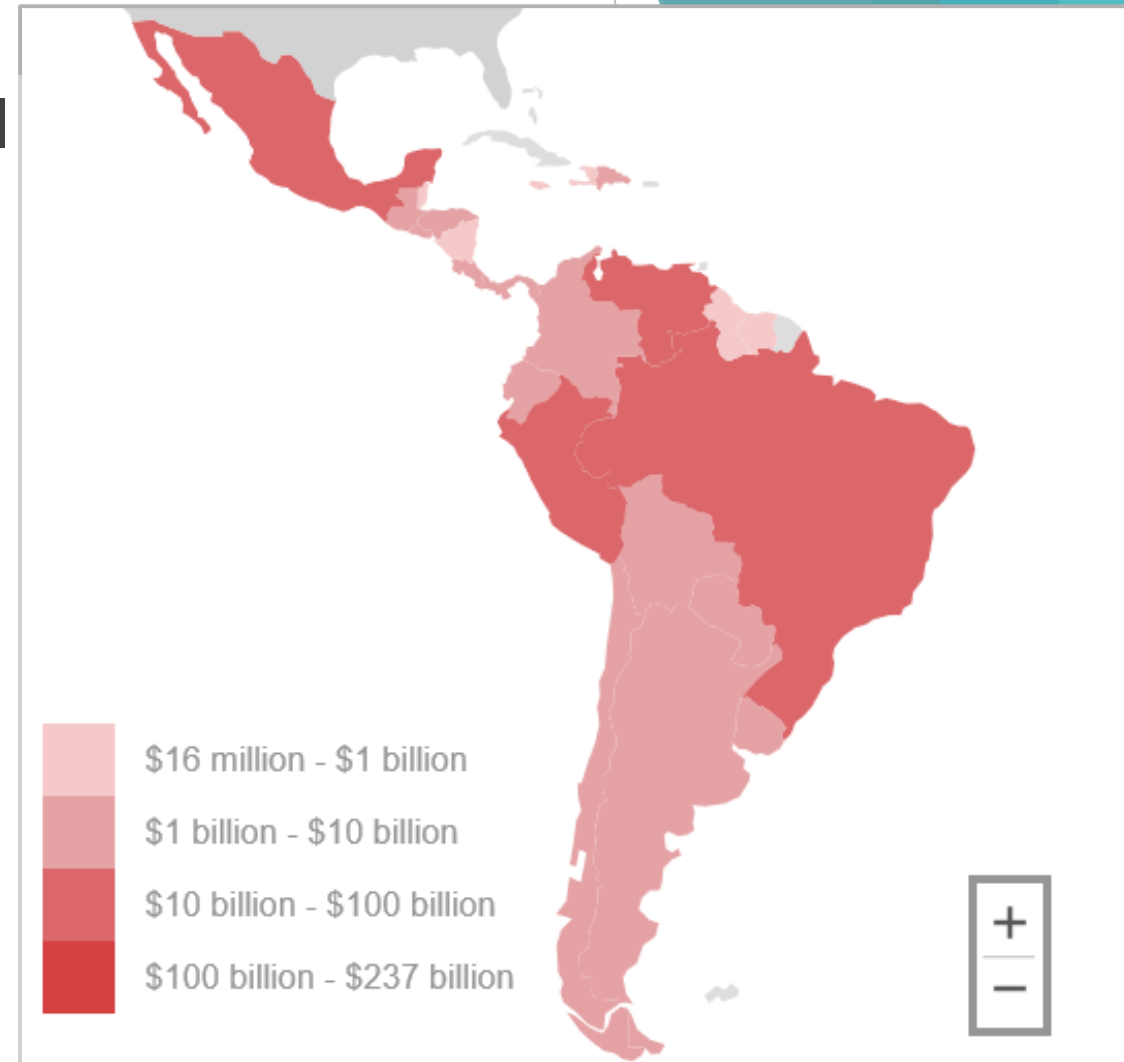 $16 million - $1 billion
$1 billion - $10 billion
$10 billion - $100 billion
$100 billion - $237 billion
+
−